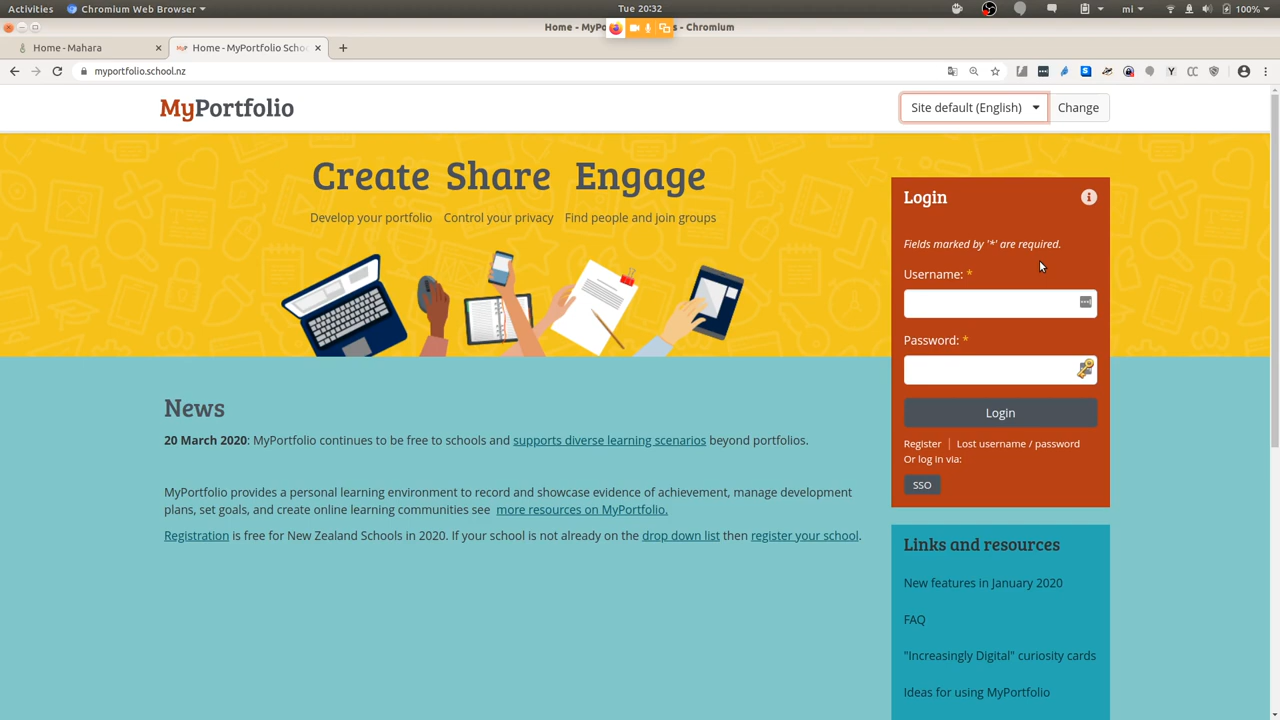 Activities Chromium Web Browser Tue 20:32 mi 100%
Home - MyPo s - Chromium
Home - Mahara Home - MyPortfolio Schoo
myportfolio.school.nz
MyPortfolio Site default (English) Change
Create Share Engage
Develop your portfolio Control your privacy Find people and join groups
Login
Fields marked by '*' are required.
Username: *
Password: *
Login
Register | Lost username / password
Or log in via:
SSO
News
20 March 2020: MyPortfolio continues to be free to schools and supports diverse learning scenarios beyond portfolios.
MyPortfolio provides a personal learning environment to record and showcase evidence of achievement, manage development
plans, set goals, and create online learning communities see more resources on MyPortfolio.
Registration is free for New Zealand Schools in 2020. If your school is not already on the drop down list then register your school.
Links and resources
New features in January 2020
FAQ
"Increasingly Digital" curiosity cards
Ideas for using MyPortfolio